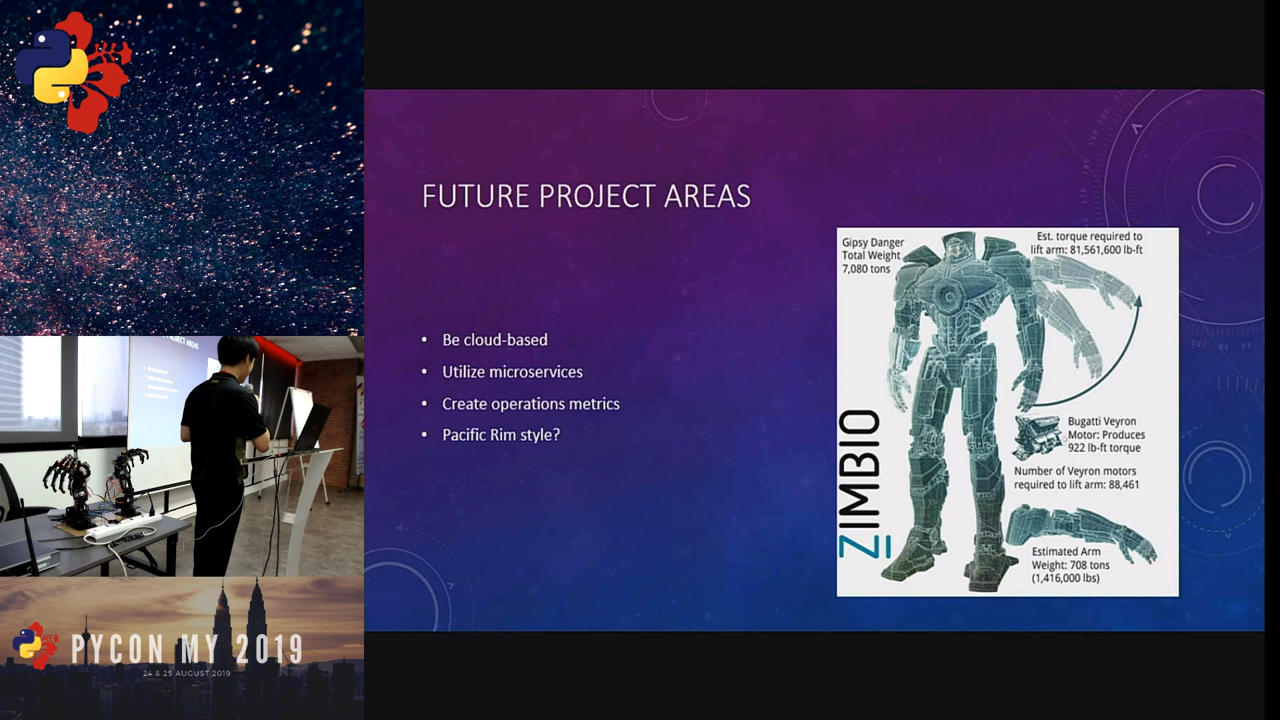 FUTURE PROJECT AREAS
• Be cloud-based
• Utilize microservices
• Create operations metrics
• Pacific Rim style?
Gipsy Danger
Total Weight
7,080 tons
Est. torque required to
lift arm: 81,561,600 lb-ft
Bugatti Veyron
Motor: Produces
922 lb-ft torque
Number of Veyron motors
required to lift arm: 88,461
Estimated Arm
Weight: 708 tons
(1,416,000 lbs)
ZIMBIO
PYCON MY 2019
24 & 25 AUGUST 2019